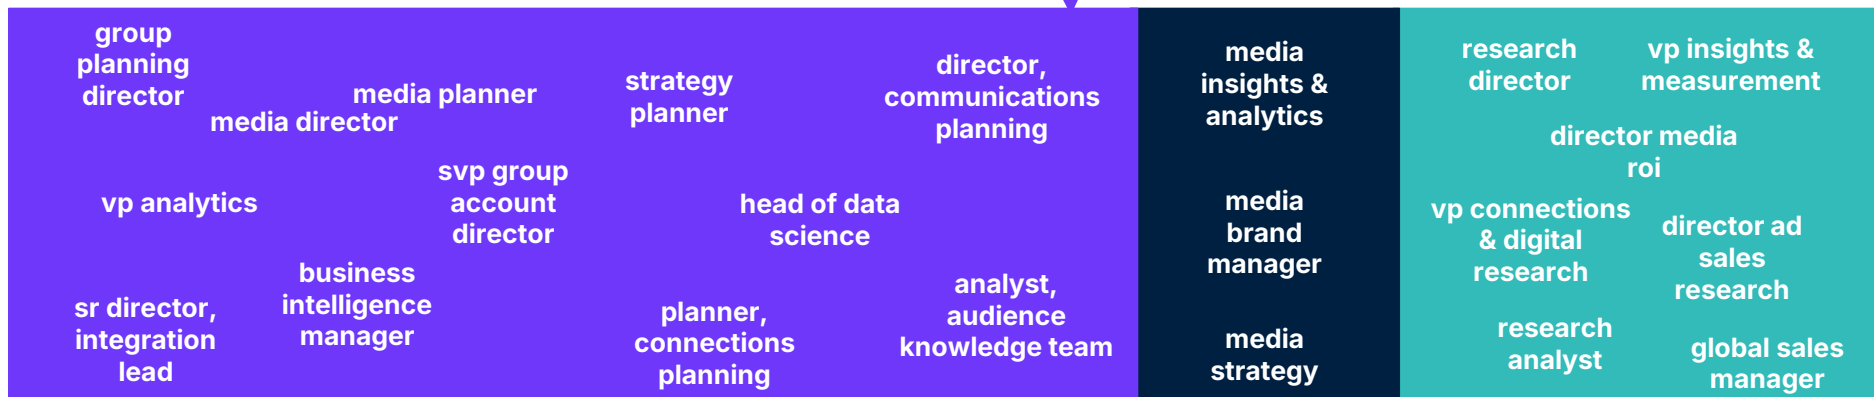 group
planning
director
media planner
media director
strategy
planner
director,
communications
planning
vp analytics
svp group
account
director
head of data
science
business
intelligence
manager
sr director,
integration
lead
planner,
connections
planning
analyst,
audience
knowledge team
media
insights &
analytics
media
brand
manager
media
strategy
research
director
vp insights &
measurement
director media
roi
vp connections
& digital
research
director ad
sales
research
research
analyst
global sales
manager